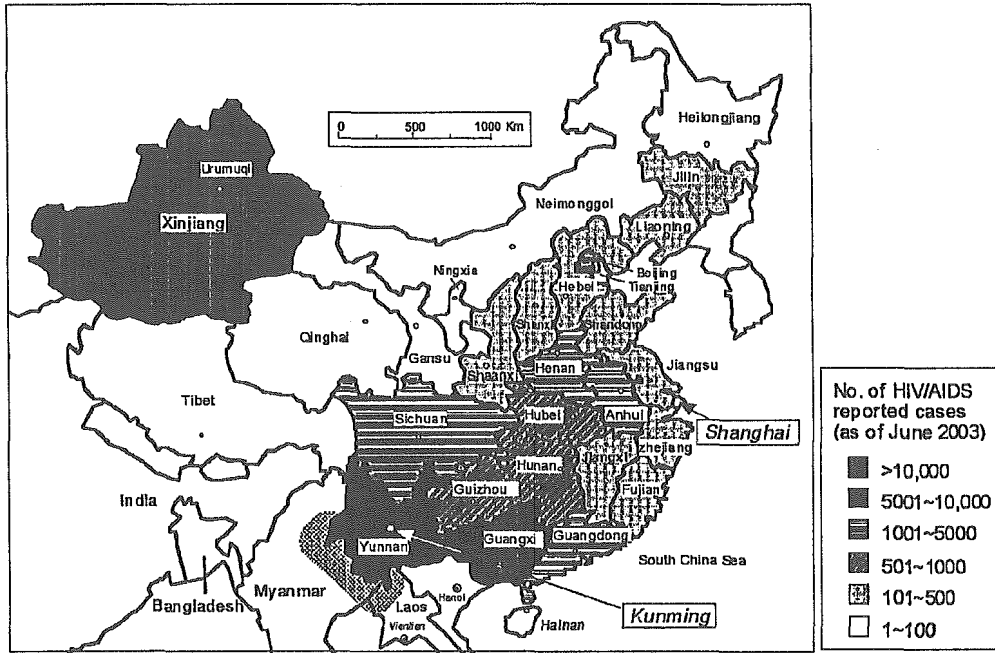 0 500 1000 Km
Heilongjiang
Jilin
Urumuqi
Xinjiang
Neimonggol
Liaoning
Ningxia
Beijing
Tianjing
Hebei
Qinghai
Shanxi
Shandong
Gansu
Shaanxi
Henan
Jiangsu
Tibet
Sichuan
Hubei
Anhui
Shanghai
zhejiang
Hunan
Jiangxi
India
Guizhou
Fujian
Yunnan
Guangxi
Guangdong
South China Sea
Myanmar
Bangladesh
Hanoi
Laos
Vientien
Hainan
Kunming
No. of HIV/AIDS
reported cases
(as of June 2003)
>10,000
5001~10,000
1001~5000
501~1000
101~500
1~100